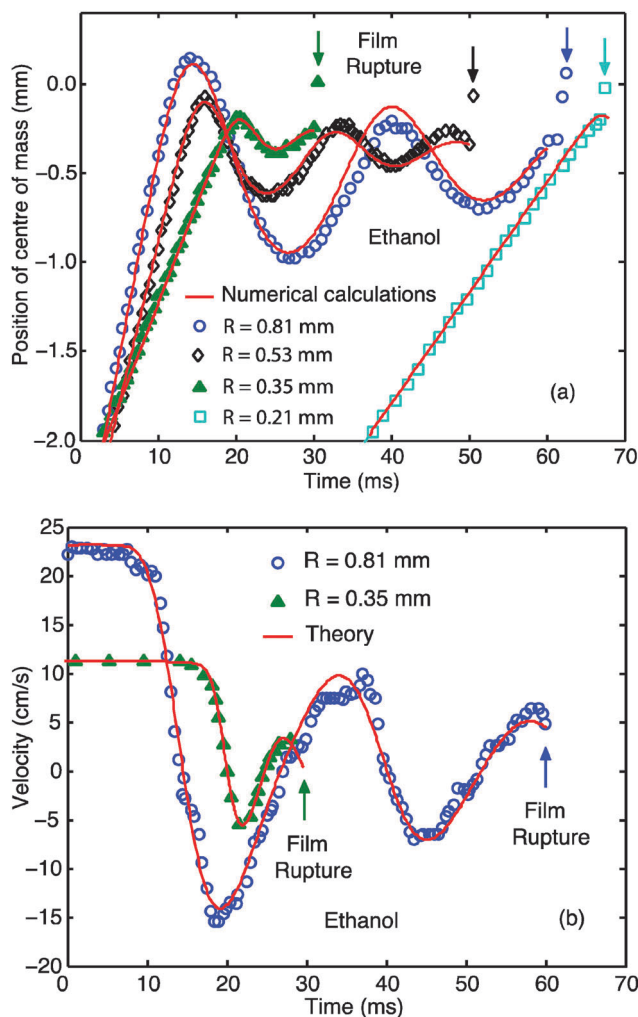 (a)
Film
Rupture
0.0
−0.5
−1.0
−1.5
−2.0
Position of centre of mass (mm)
Ethanol
Numerical calculations
R = 0.81 mm
R = 0.53 mm
R = 0.35 mm
R = 0.21 mm
0 10 20 30 40 50 60 70
Time (ms)
25
20
15
10
5
0
−5
−10
−15
−20
Velocity (cm/s)
R = 0.81 mm
R = 0.35 mm
Theory
Film
Rupture
Film
Rupture
Ethanol
(b)
0 10 20 30 40 50 60 70
Time (ms)